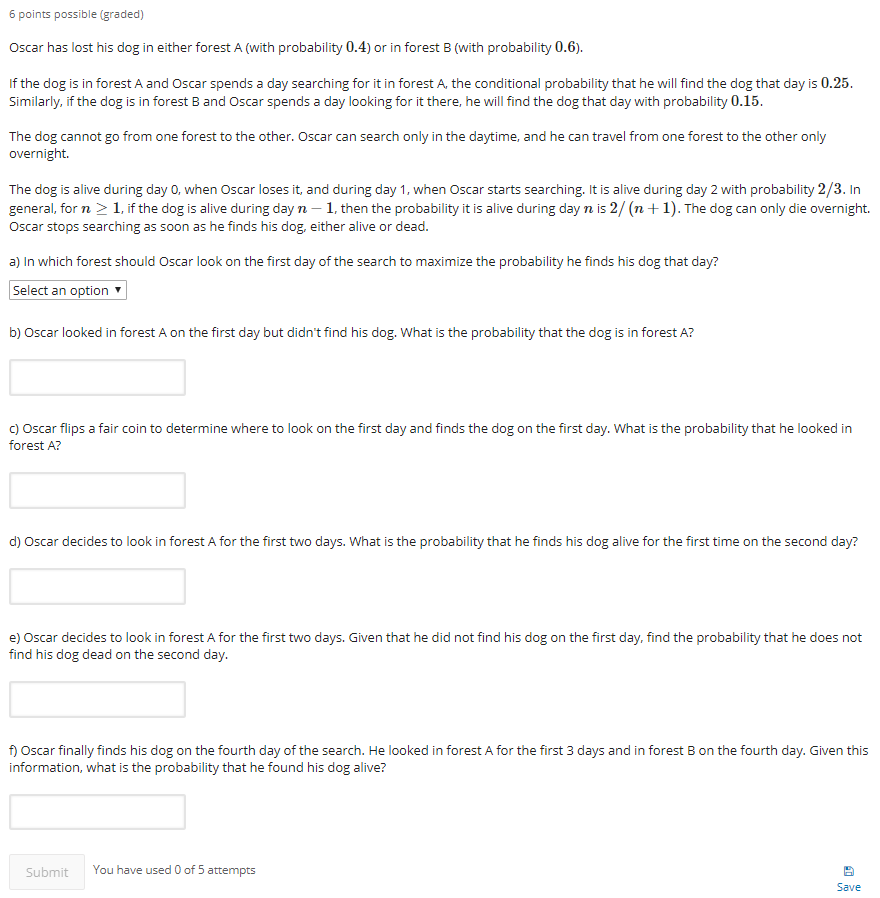 6 points possible (graded)
Oscar has lost his dog in either forest A (with probability 0.4) or in forest B (with probability 0.6).
If the dog is in forest A and Oscar spends a day searching for it in forest A, the conditional probability that he will find the dog that day is 0.25.
Similarly, if the dog is in forest B and Oscar spends a day looking for it there, he will find the dog that day with probability 0.15.
The dog cannot go from one forest to the other. Oscar can search only in the daytime, and he can travel from one forest to the other only
overnight.
The dog is alive during day 0, when Oscar loses it, and during day 1, when Oscar starts searching. It is alive during day 2 with probability 2/3. In
general, for n ≥ 1, if the dog is alive during day n − 1, then the probability it is alive during day n is 2/ (n + 1). The dog can only die overnight.
Oscar stops searching as soon as he finds his dog, either alive or dead.
a) In which forest should Oscar look on the first day of the search to maximize the probability he finds his dog that day?
Select an option ▼
b) Oscar looked in forest A on the first day but didn't find his dog. What is the probability that the dog is in forest A?
c) Oscar flips a fair coin to determine where to look on the first day and finds the dog on the first day. What is the probability that he looked in
forest A?
d) Oscar decides to look in forest A for the first two days. What is the probability that he finds his dog alive for the first time on the second day?
e) Oscar decides to look in forest A for the first two days. Given that he did not find his dog on the first day, find the probability that he does not
find his dog dead on the second day.
f) Oscar finally finds his dog on the fourth day of the search. He looked in forest A for the first 3 days and in forest B on the fourth day. Given this
information, what is the probability that he found his dog alive?
Submit You have used 0 of 5 attempts
Save